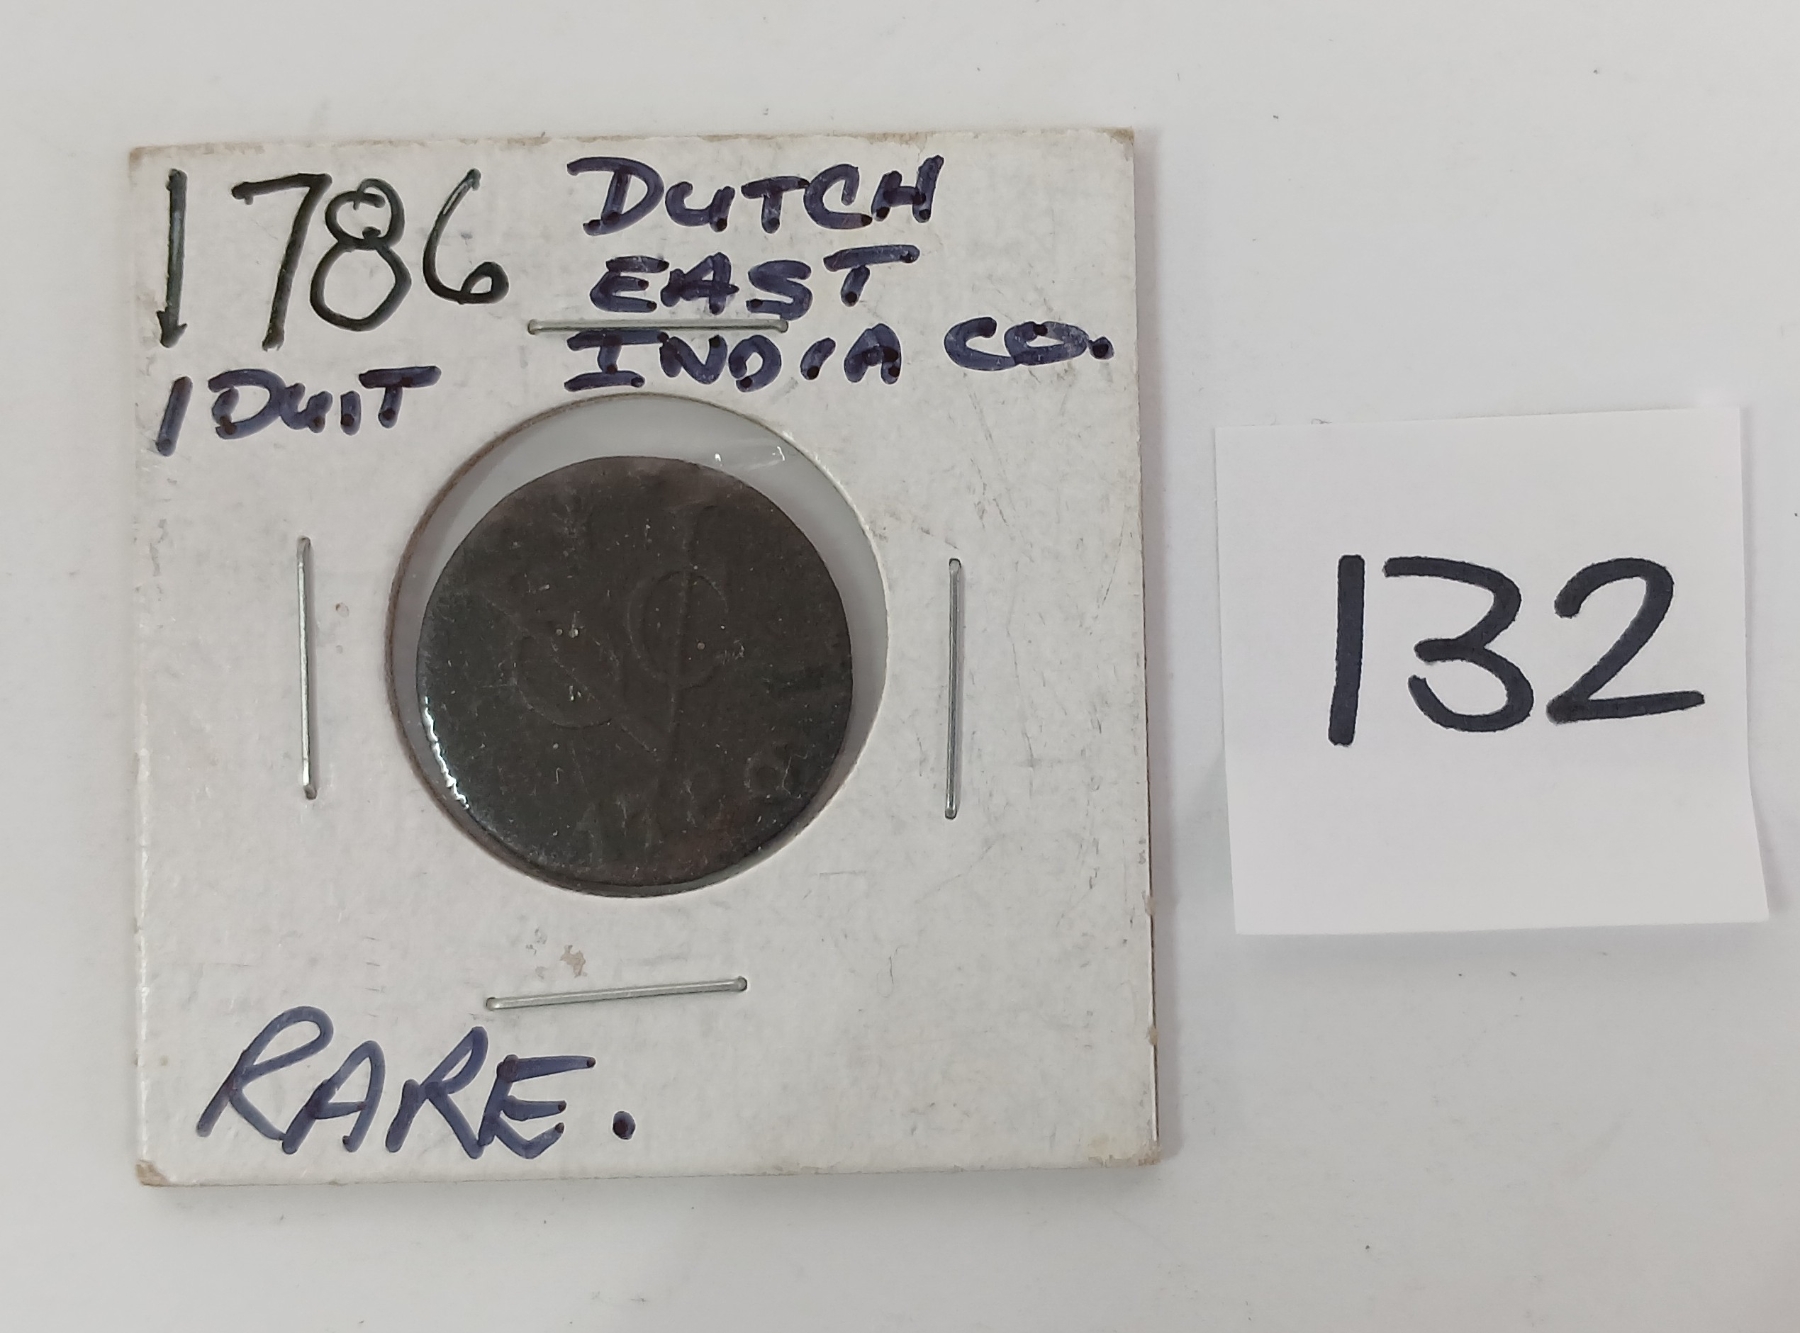 1786
1 DUIT
DUTCH
EAST
INDIA CO.
RARE.
132